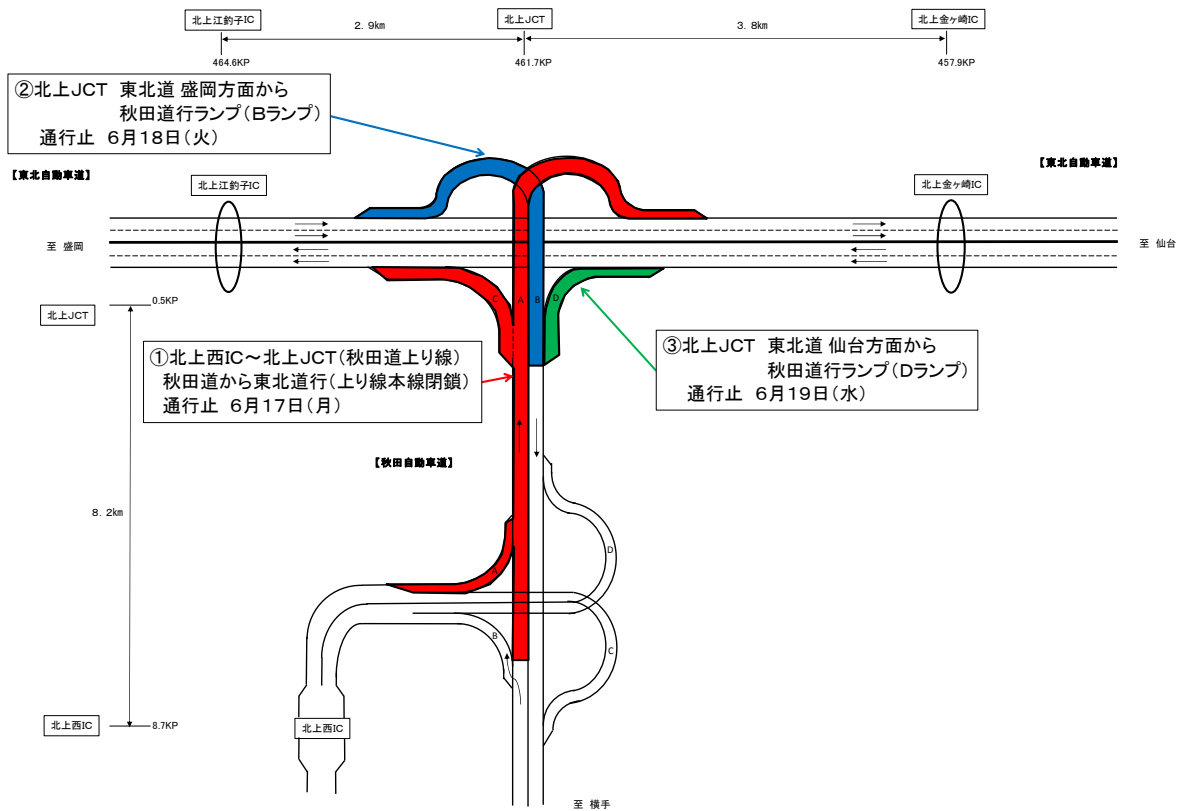 北上江釣子IC
2.9km
北上JCT
3.8km
北上金ヶ崎IC
464.6KP
461.7KP
457.9KP
②北上JCT 東北道 盛岡方面から
秋田道行ランプ(Bランプ)
通行止 6月18日(火)
【東北自動車道】
【東北自動車道】
北上江釣子IC
北上金ヶ崎IC
至 盛岡
至 仙台
0.5KP
北上JCT
C
A
B
D
①北上西IC～北上JCT(秋田道上り線)
秋田道から東北道行(上り線本線閉鎖)
通行止 6月17日(月)
③北上JCT 東北道 仙台方面から
秋田道行ランプ(Dランプ)
通行止 6月19日(水)
【秋田自動車道】
8.2km
D
A
B
C
北上西IC
8.7KP
北上西IC
至 横手